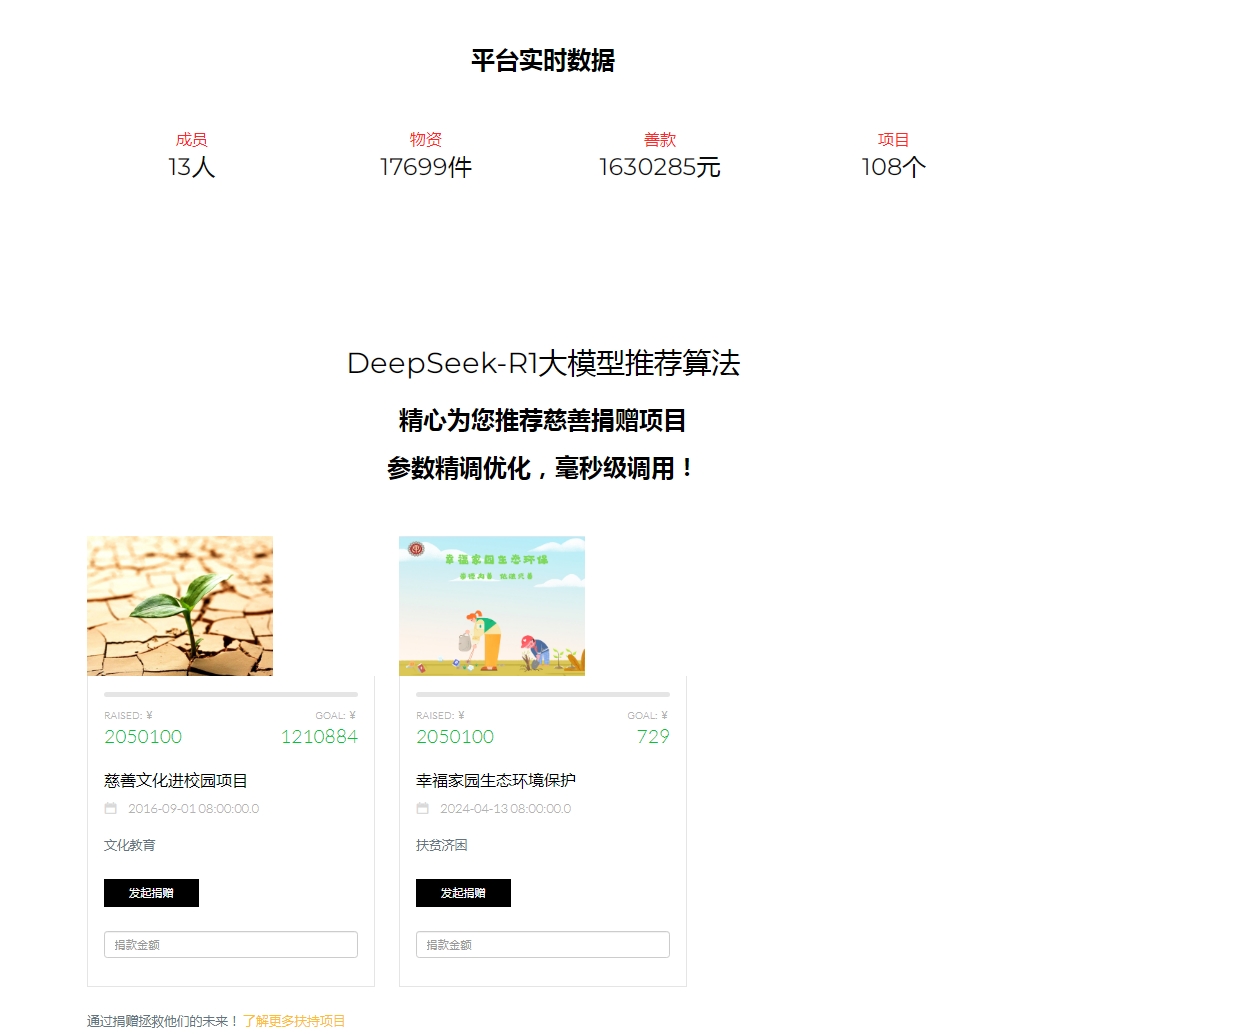 平台实时数据
成员
13人
物资
17699件
善款
1630285元
项目
108个
DeepSeek-R1大模型推荐算法
精心为您推荐慈善捐赠项目
参数精调优化，毫秒级调用！
幸福家园生态环保
RAISED: ¥
GOAL: ¥
2050100
1210884
慈善文化进校园项目
2016-09-01 08:00:00.0
文化教育
发起捐赠
捐款金额
RAISED: ¥
GOAL: ¥
2050100
729
幸福家园生态环境保护
2024-04-13 08:00:00.0
扶贫济困
发起捐赠
捐款金额
通过捐赠拯救他们的未来！了解更多扶持项目